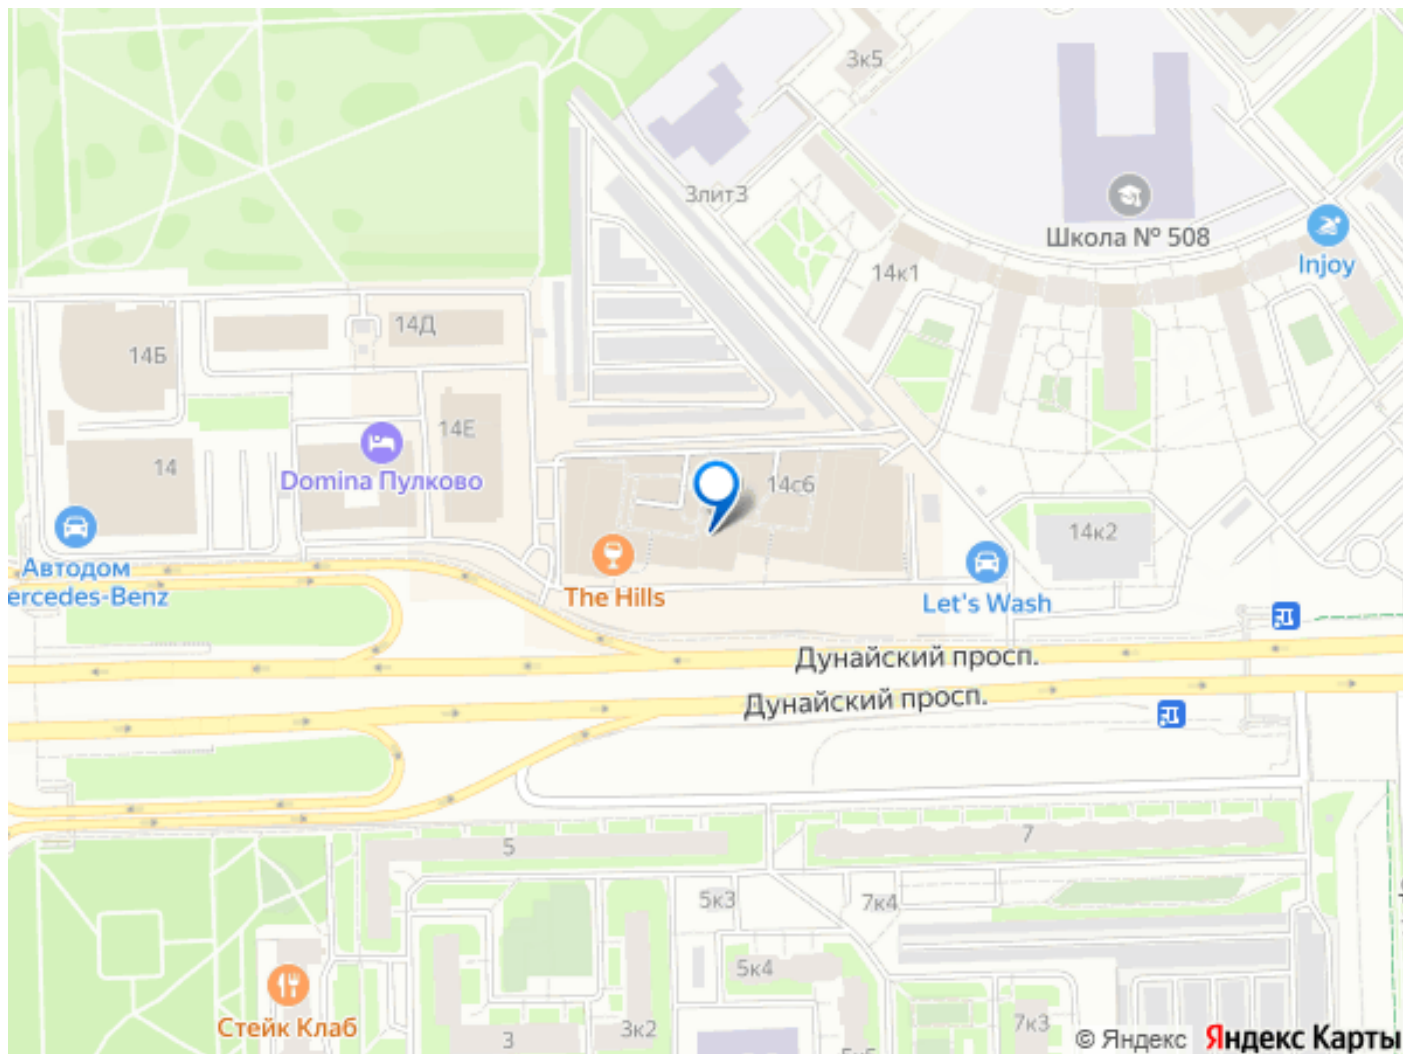 3к5
3лит3
Школа № 508
Injoy
14к1
14Д
14Б
14Е
14
Domina Пулково
14с6
14к2
Автодом
ercedes-Benz
The Hills
Let's Wash
Дунайский просп.
Дунайский просп.
5
7
5к3
7к4
5к4
Стейк Клаб
3
3к2
7к3
© Яндекс Яндекс Карты